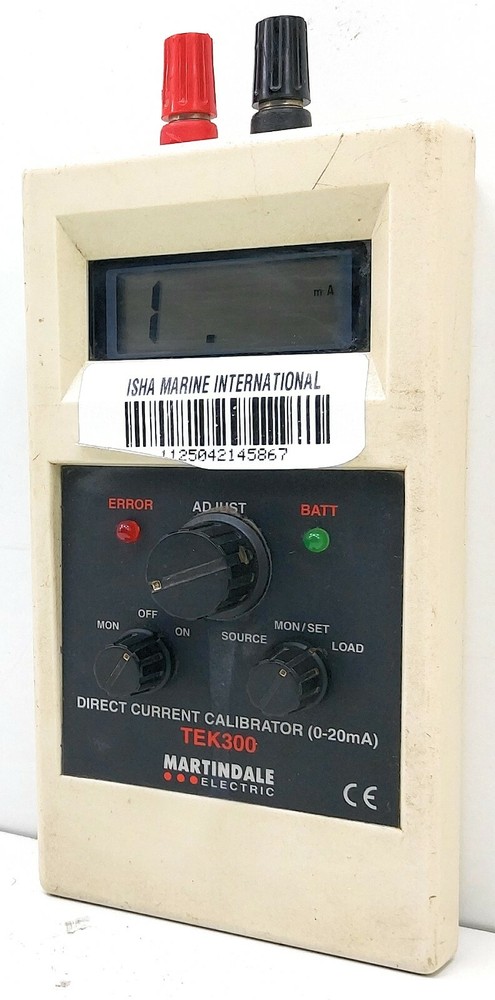 1 . mA
ISHA MARINE INTERNATIONAL
1125042145867
ERROR ADJUST BATT
OFF MON/SET
MON ON SOURCE LOAD
DIRECT CURRENT CALIBRATOR (0-20mA)
TEK300
MARTINDALE
ELECTRIC
CE